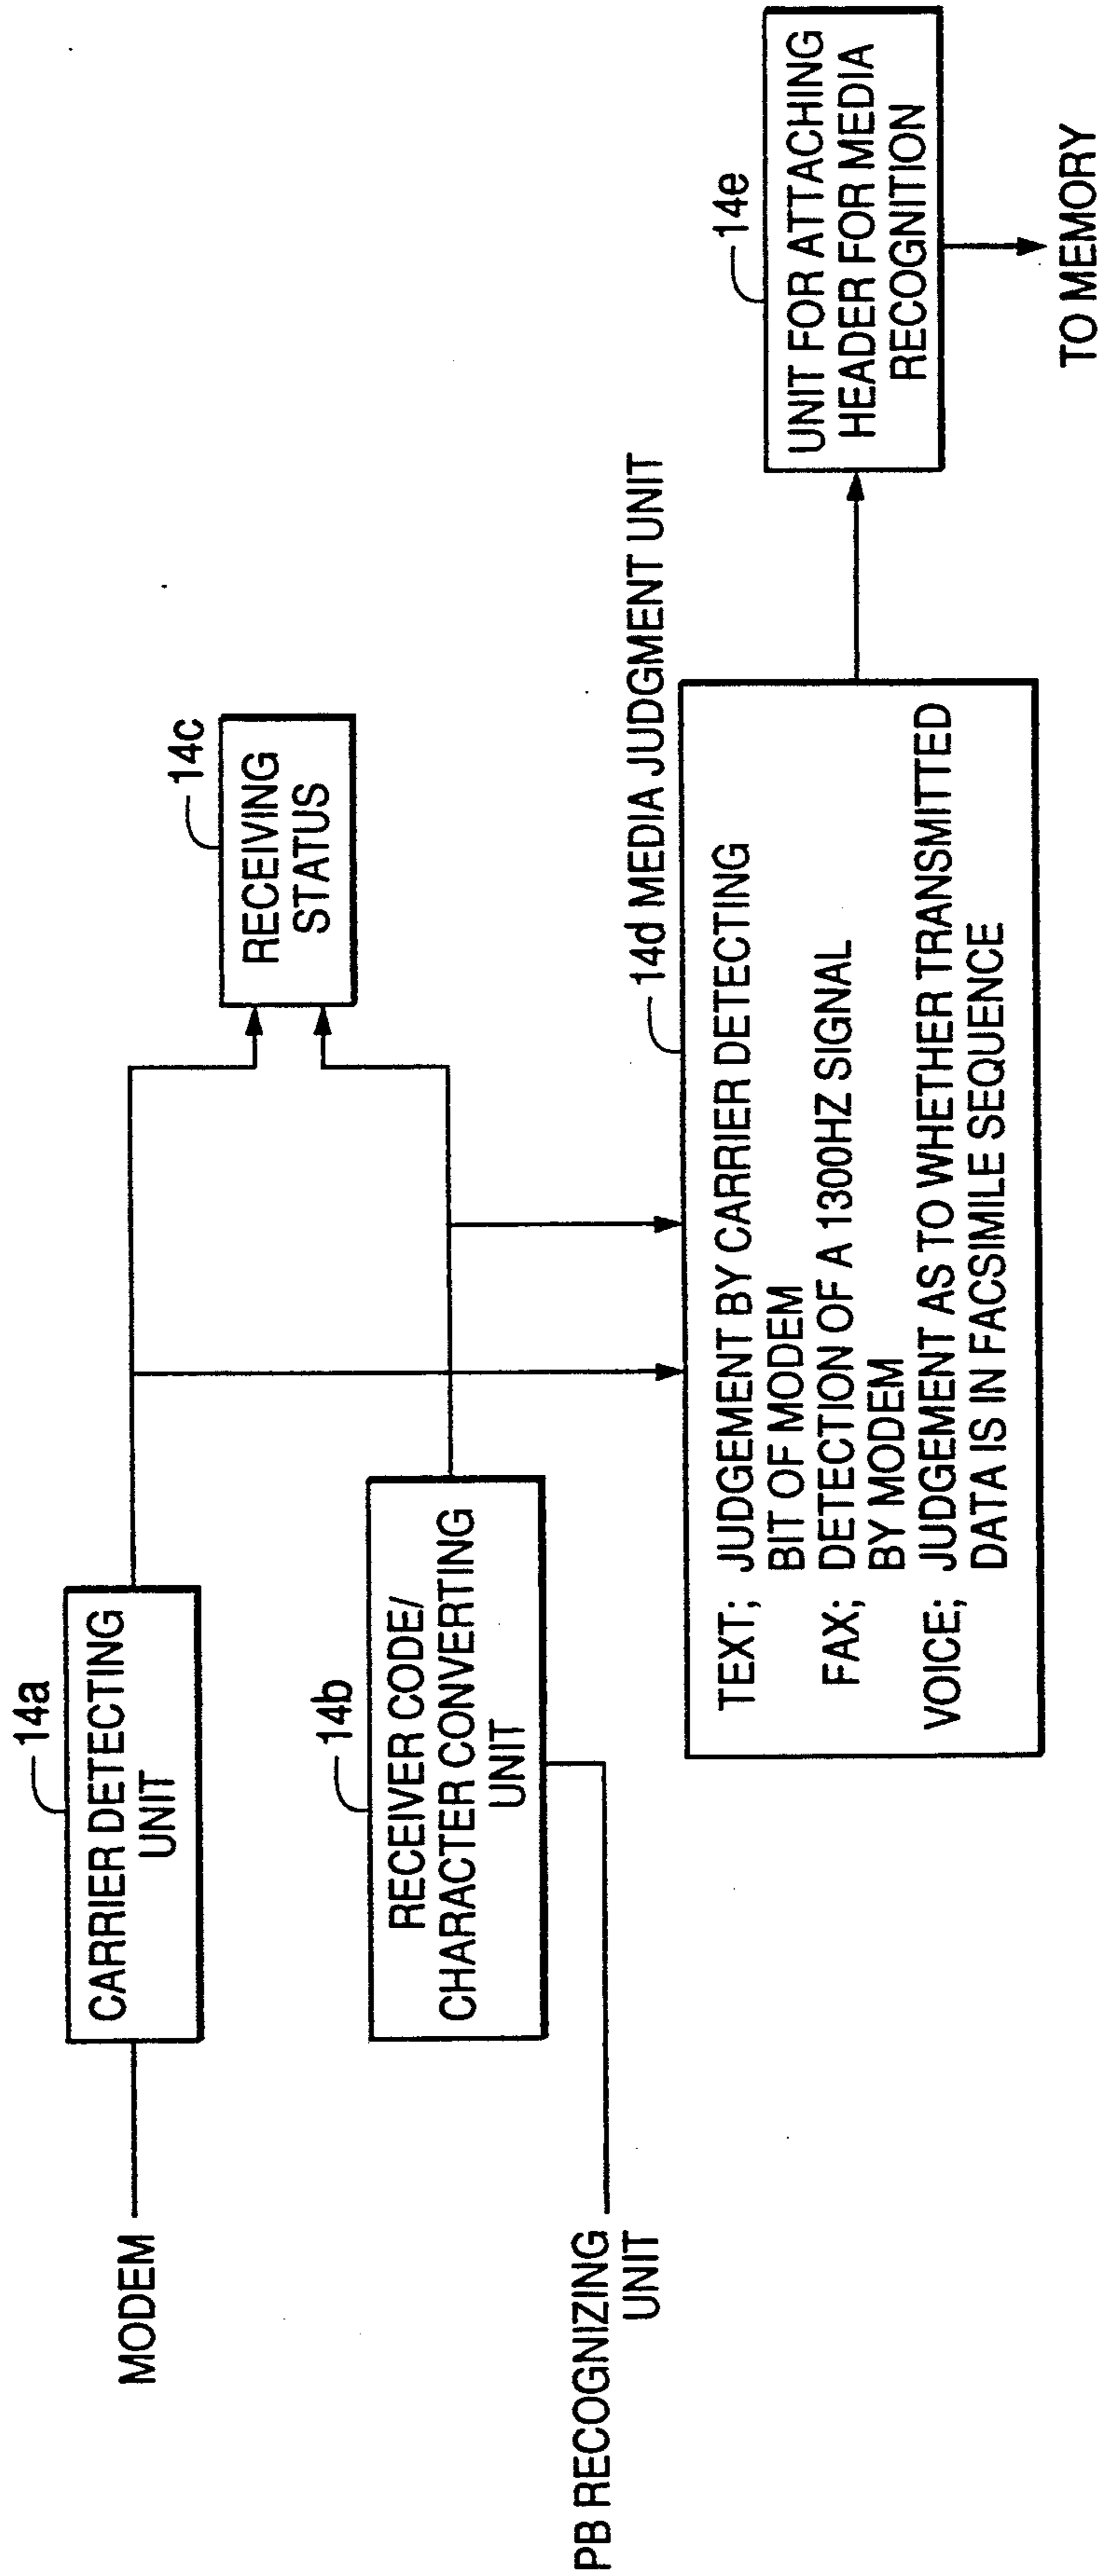 MODEM
14a
CARRIER DETECTING
UNIT
PB RECOGNIZING
UNIT
14b
RECEIVER CODE/
CHARACTER CONVERTING
UNIT
14c
RECEIVING
STATUS
14d MEDIA JUDGMENT UNIT
TEXT; JUDGEMENT BY CARRIER DETECTING
BIT OF MODEM
FAX; DETECTION OF A 1300HZ SIGNAL
BY MODEM
VOICE; JUDGEMENT AS TO WHETHER TRANSMITTED
DATA IS IN FACSIMILE SEQUENCE
14e
UNIT FOR ATTACHING
HEADER FOR MEDIA
RECOGNITION
TO MEMORY